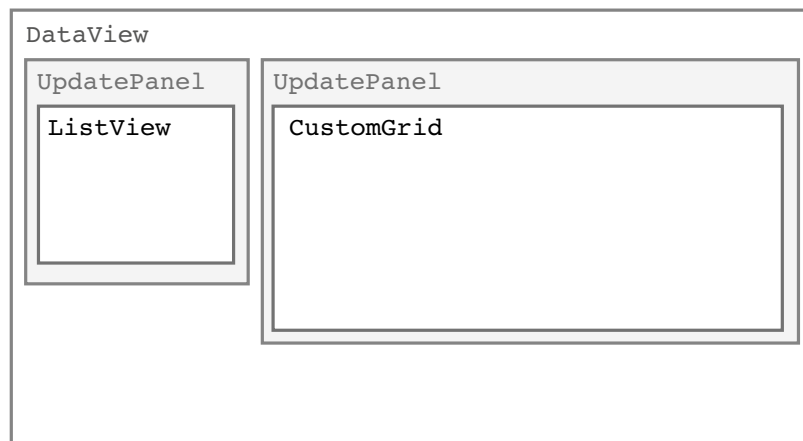 DataView
UpdatePanel
UpdatePanel
ListView
CustomGrid